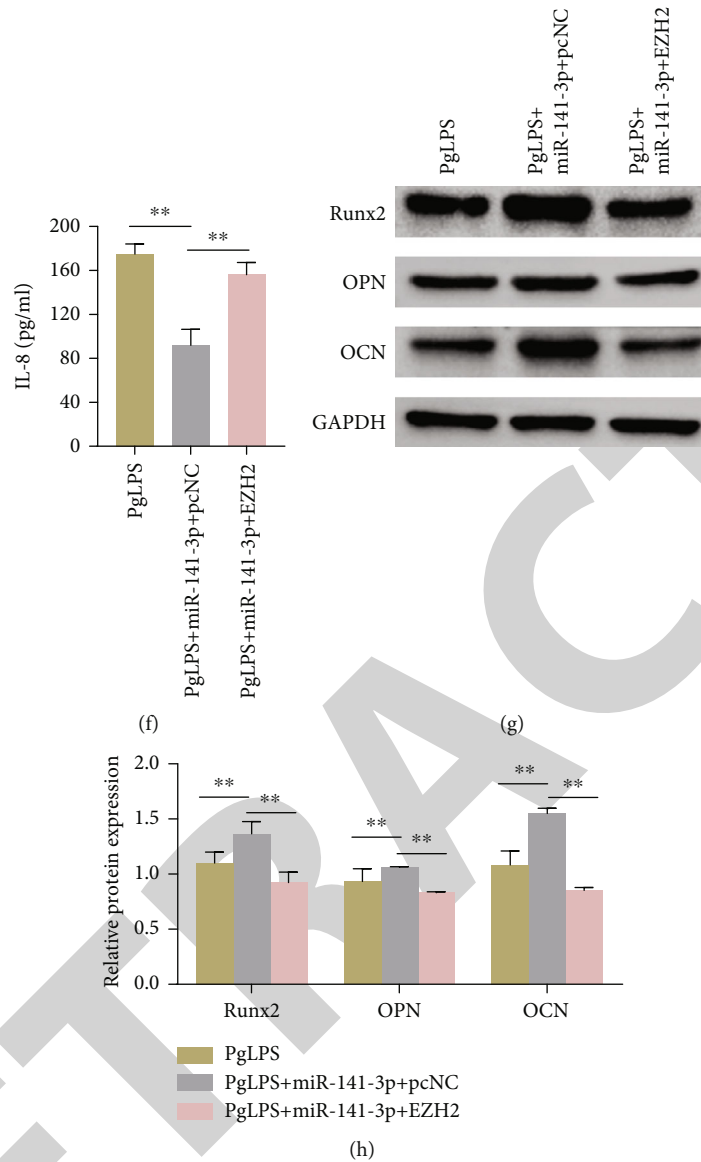 180
160
120
80
40
0
IL-8 (pg/ml)
**
**
PgLPS
PgLPS+miR-141-3p+pcNC
PgLPS+miR-141-3p+EZH2
(f)
PgLPS
PgLPS+
miR-141-3p+pcNC
PgLPS+
miR-141-3p+EZH2
Runx2
OPN
OCN
GAPDH
(g)
2.0
1.5
1.0
0.5
0.0
Relative protein expression
**
**
**
**
**
**
Runx2
OPN
OCN
PgLPS
PgLPS+miR-141-3p+pcNC
PgLPS+miR-141-3p+EZH2
(h)